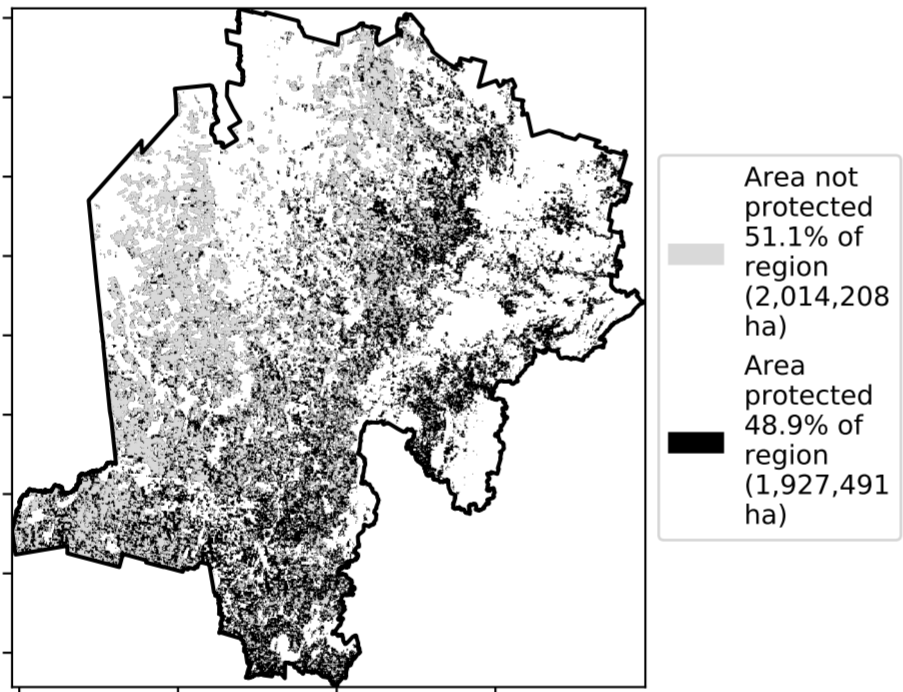 Area not
protected
51.1% of
region
(2,014,208
ha)
Area
protected
48.9% of
region
(1,927,491
ha)